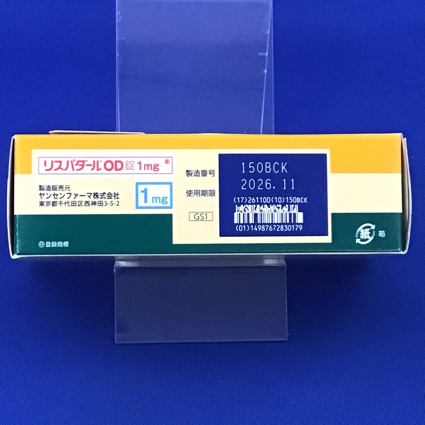 リスパダール OD錠1mg
製造販売元
ヤンセンファーマ株式会社
東京都千代田区西神田3-5-2
1mg
Ⓡ登録商標
製造番号
150BCK
使用期限
2026.11
GS1
(17)261100(10)150BCK
(01)14987672830179
紙 箱